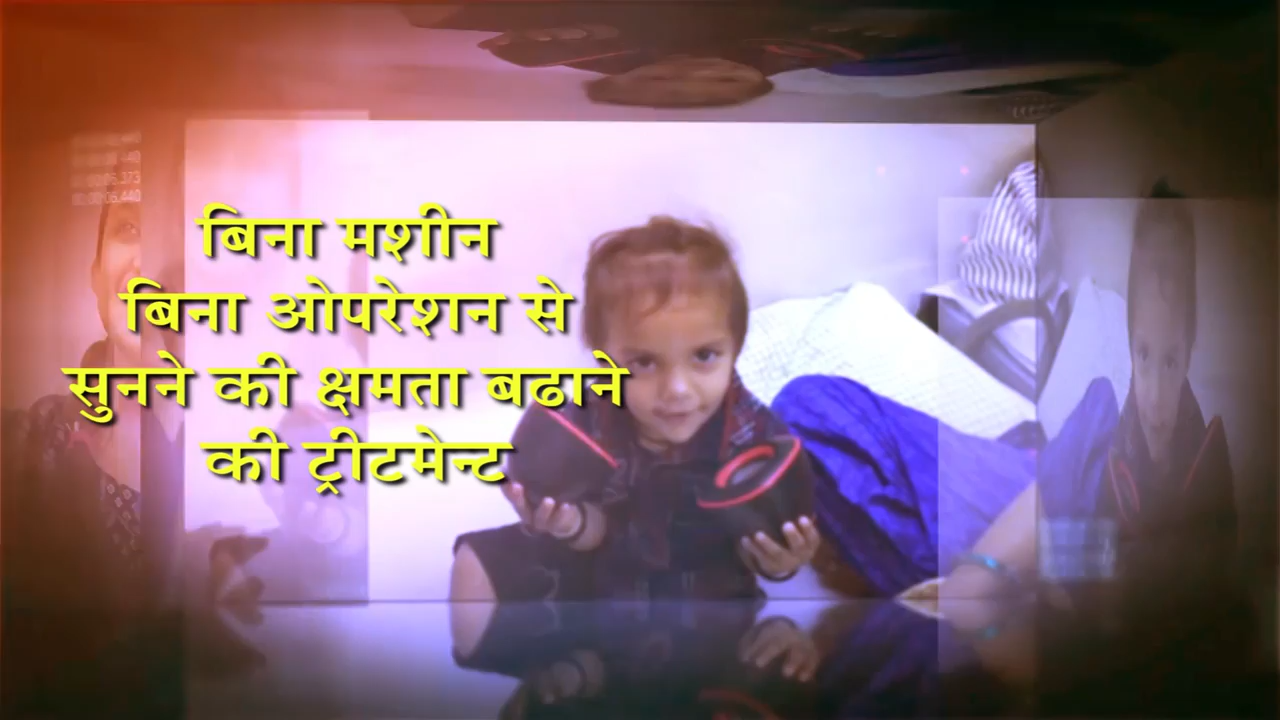 बिना मशीन
बिना ओपरेशन से
सुनने की क्षमता बढाने
की ट्रीटमेन्ट